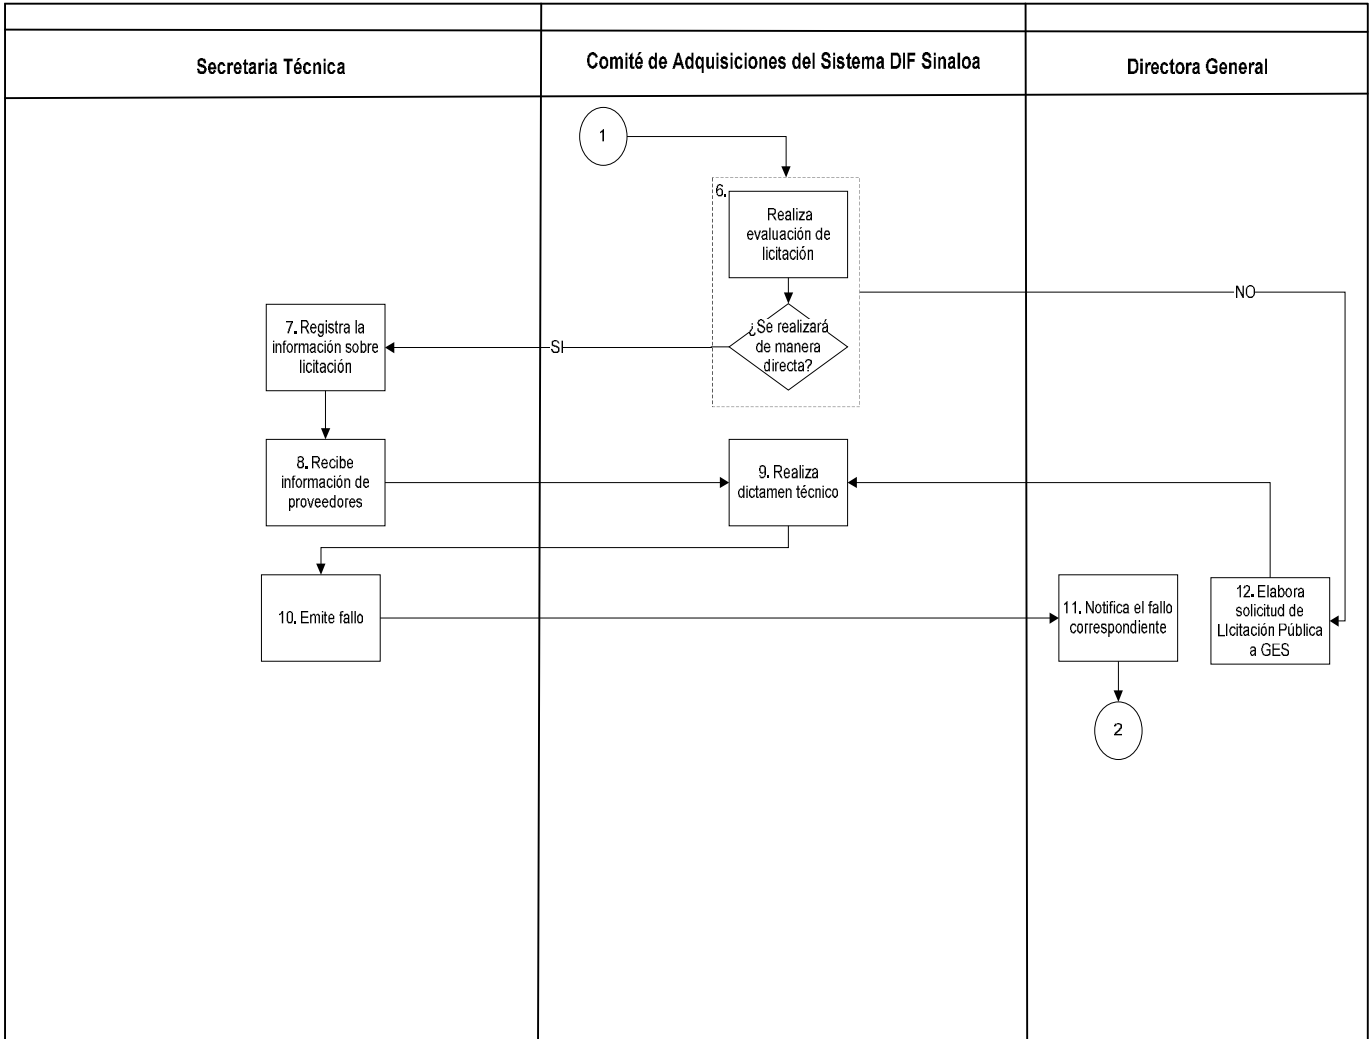 Secretaria Técnica
Comité de Adquisiciones del Sistema DIF Sinaloa
Directora General
1
6.
Realiza
evaluación de
licitación
NO
¿Se realizará
de manera
directa?
SI
7. Registra la
información sobre
licitación
8. Recibe
información de
proveedores
9. Realiza
dictamen técnico
10. Emite fallo
11. Notifica el fallo
correspondiente
12. Elabora
solicitud de
LIcitación Pública
a GES
2